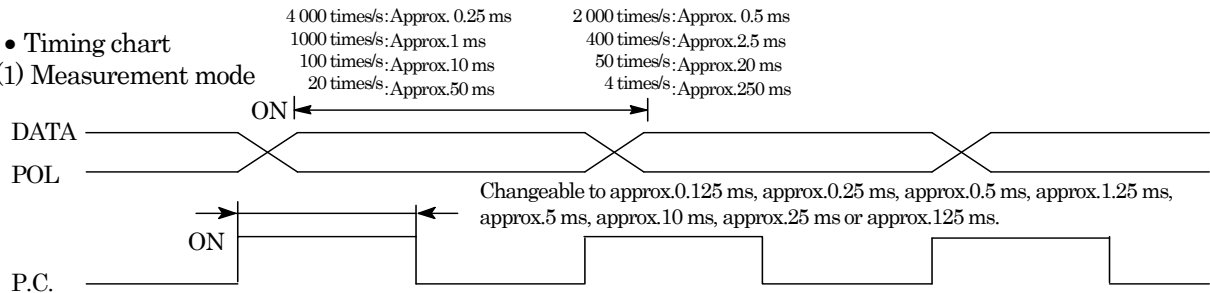 4 000 times/s:Approx. 0.25 ms 2 000 times/s:Approx. 0.5 ms
• Timing chart
1000 times/s:Approx.1 ms 400 times/s:Approx.2.5 ms
100 times/s:Approx.10 ms 50 times/s:Approx.20 ms
(1) Measurement mode
20 times/s:Approx.50 ms 4 times/s:Approx.250 ms
ON
DATA
POL
Changeable to approx.0.125 ms, approx.0.25 ms, approx.0.5 ms, approx.1.25 ms,
approx.5 ms, approx.10 ms, approx.25 ms or approx.125 ms.
ON
P.C.